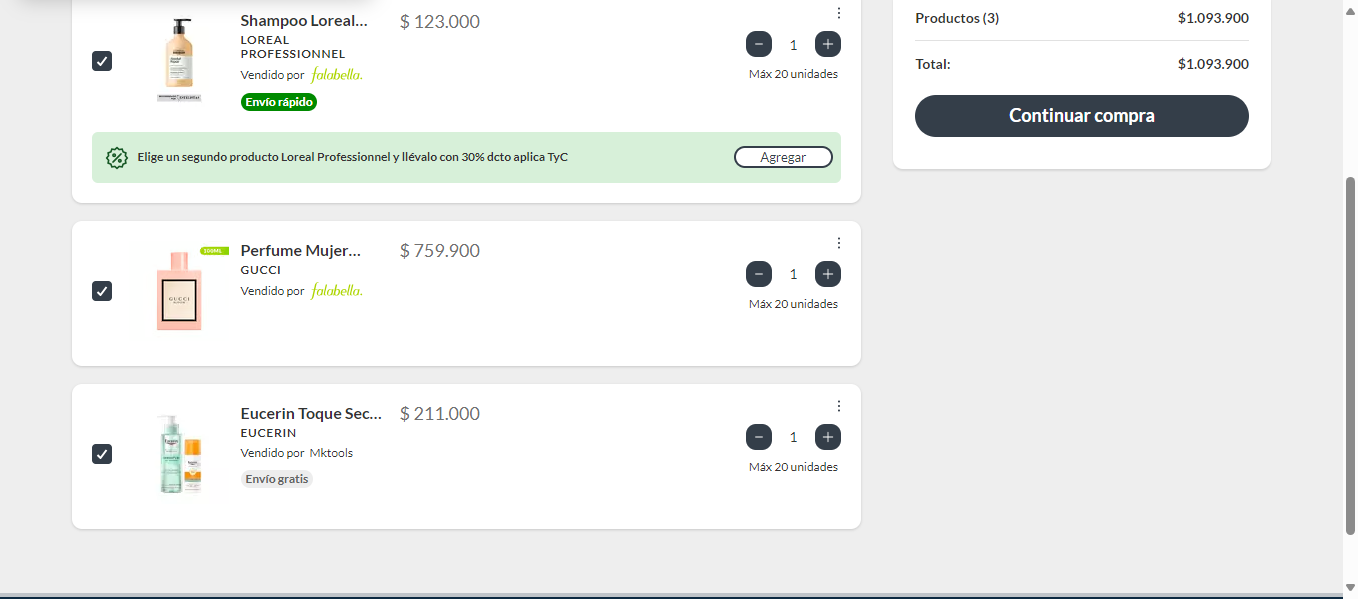 Shampoo Loreal...
LOREAL
PROFESSIONNEL
Vendido por falabella.
Envío rápido
$ 123.000
1
Máx 20 unidades
Elige un segundo producto Loreal Professionnel y llévalo con 30% dcto aplica TyC
Agregar
100ML
GUCCI
Perfume Mujer...
GUCCI
Vendido por falabella.
$ 759.900
1
Máx 20 unidades
Eucerin
Eucerin Toque Sec...
EUCERIN
Vendido por Mktools
Envío gratis
$ 211.000
1
Máx 20 unidades
Productos (3) $1.093.900
Total: $1.093.900
Continuar compra